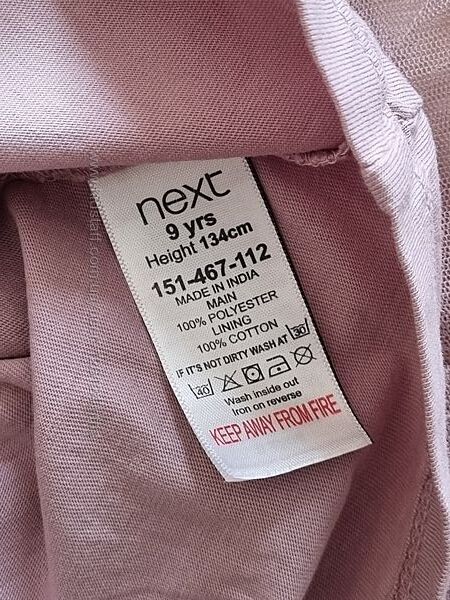 next
9 yrs
Height 134cm
151-467-112
MADE IN INDIA
MAIN
100% POLYESTER
LINING
100% COTTON
IF IT'S NOT DIRTY WASH AT 30
40
Wash inside out
Iron on reverse
KEEP AWAY FROM FIRE